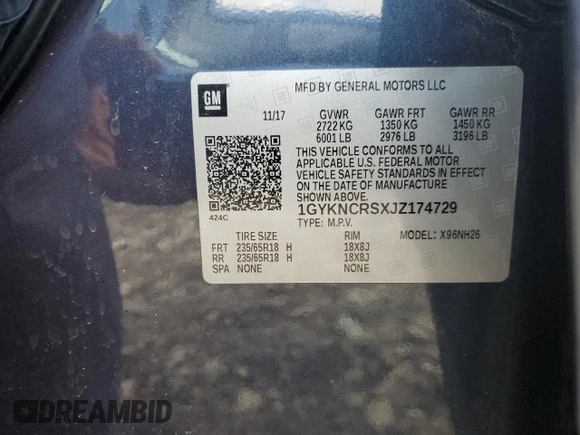 GM
MFD BY GENERAL MOTORS LLC
11/17 GVWR GAWR FRT GAWR RR
2722 KG 1350 KG 1450 KG
6001 LB 2976 LB 3196 LB
THIS VEHICLE CONFORMS TO ALL
APPLICABLE U.S. FEDERAL MOTOR
VEHICLE SAFETY STANDARDS IN EFFECT
ON THE DATE OF MANUFACTURE
SHOWN ABOVE.
1GYKNCRSXJZ174729
424C
TYPE: M.P.V.
TIRE SIZE RIM MODEL: X96NH26
FRT 235/65R18 H 18X8J
RR 235/65R18 H 18X8J
SPA NONE NONE
DREAMBID